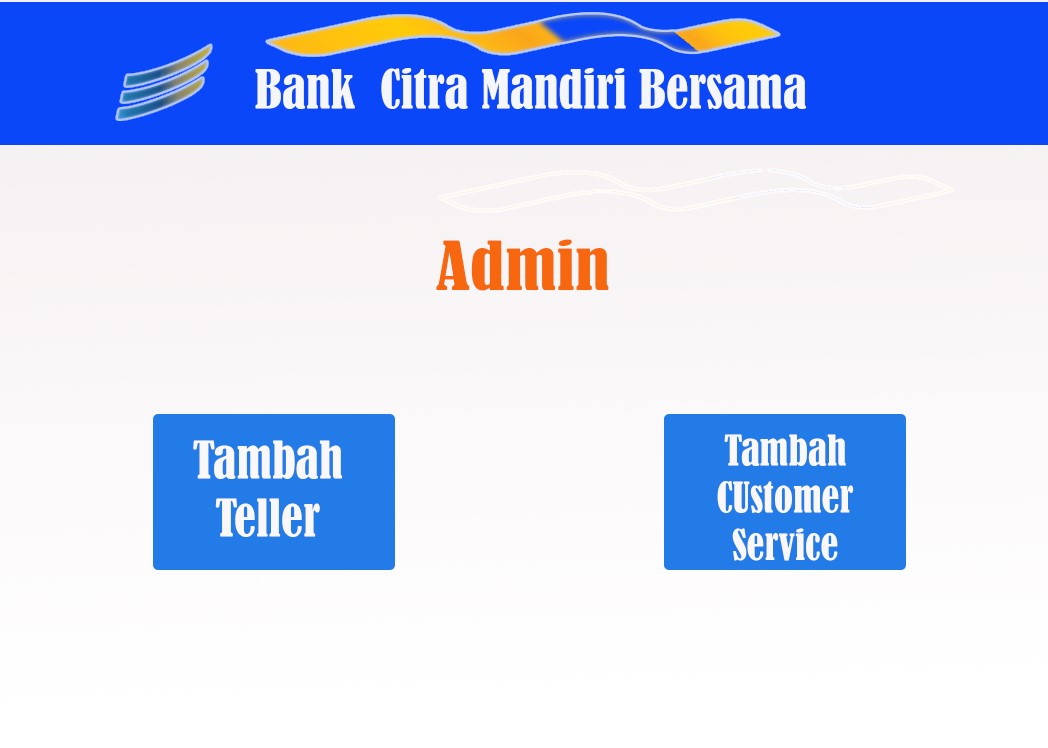 Bank Citra Mandiri Bersama
Admin
Tambah
Teller
Tambah
CUstomer
Service